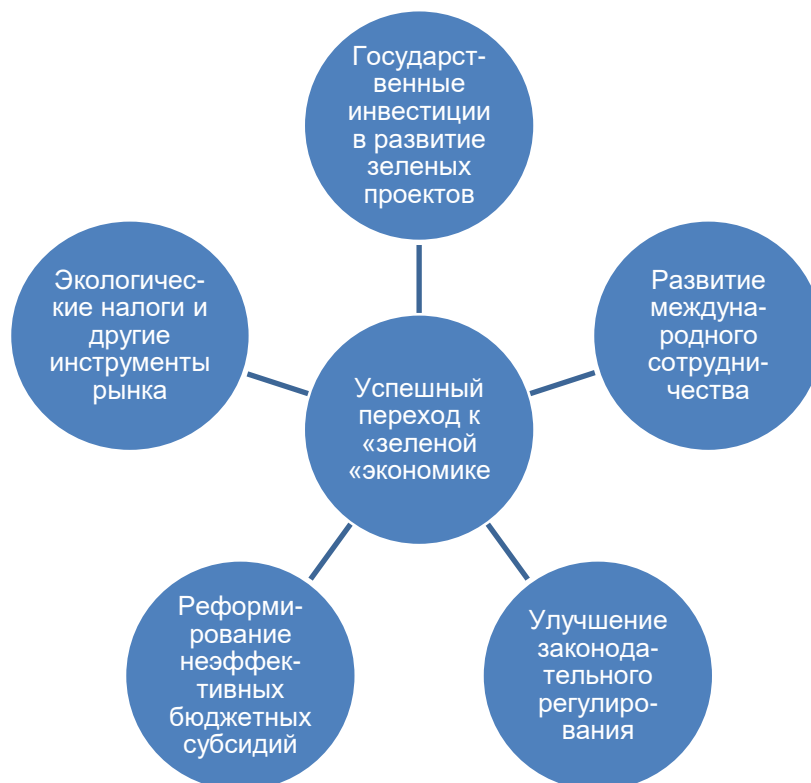 Государст-
венные
инвестиции
в развитие
зеленых
проектов
Экологичес-
кие налоги и
другие
инструменты
рынка
Развитие
междуна-
родного
сотрудни-
чества
Успешный
переход к
«зеленой
«экономике
Реформи-
рование
неэффек-
тивных
бюджетных
субсидий
Улучшение
законода-
тельного
регулиро-
вания